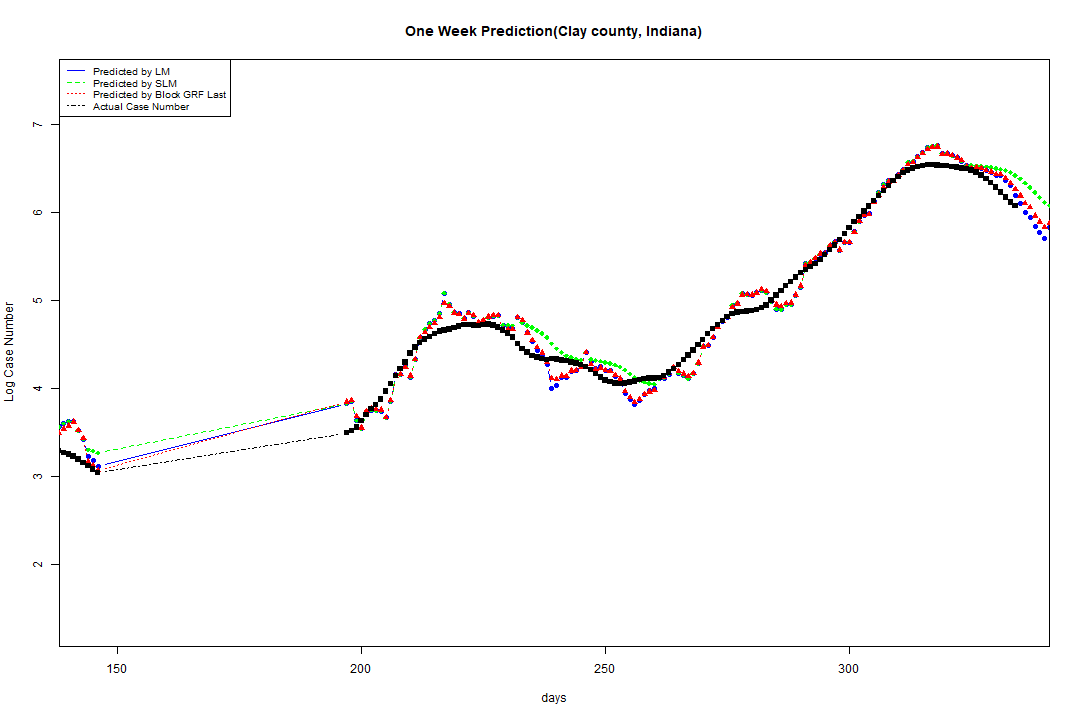 One Week Prediction(Clay county, Indiana)
Predicted by LM
Predicted by SLM
Predicted by Block GRF Last
Actual Case Number
Log Case Number
7
6
5
4
3
2
150 200 250 300
days